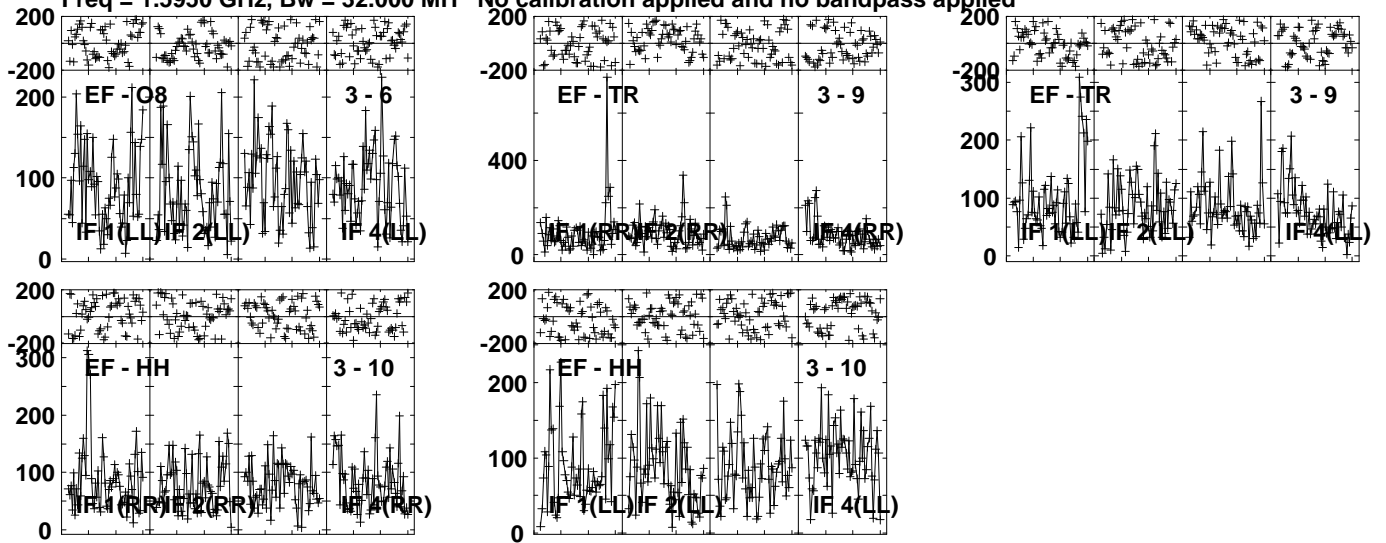 Freq = 1.5950 GHz, Bw = 32.000 MH No calibration applied and no bandpass applied
200
-200
EF - O8
3 - 6
200
100
0
IF 1(LL)
IF 2(LL)
IF 4(LL)
200
-200
EF - TR
3 - 9
400
0
IF 1(RR)
IF 2(RR)
IF 4(RR)
200
-200
300
EF - TR
3 - 9
200
100
0
IF 1(LL)
IF 2(LL)
IF 4(LL)
200
-200
300
EF - HH
3 - 10
200
100
0
IF 1(RR)
IF 2(RR)
IF 4(RR)
200
-200
EF - HH
3 - 10
200
100
0
IF 1(LL)
IF 2(LL)
IF 4(LL)